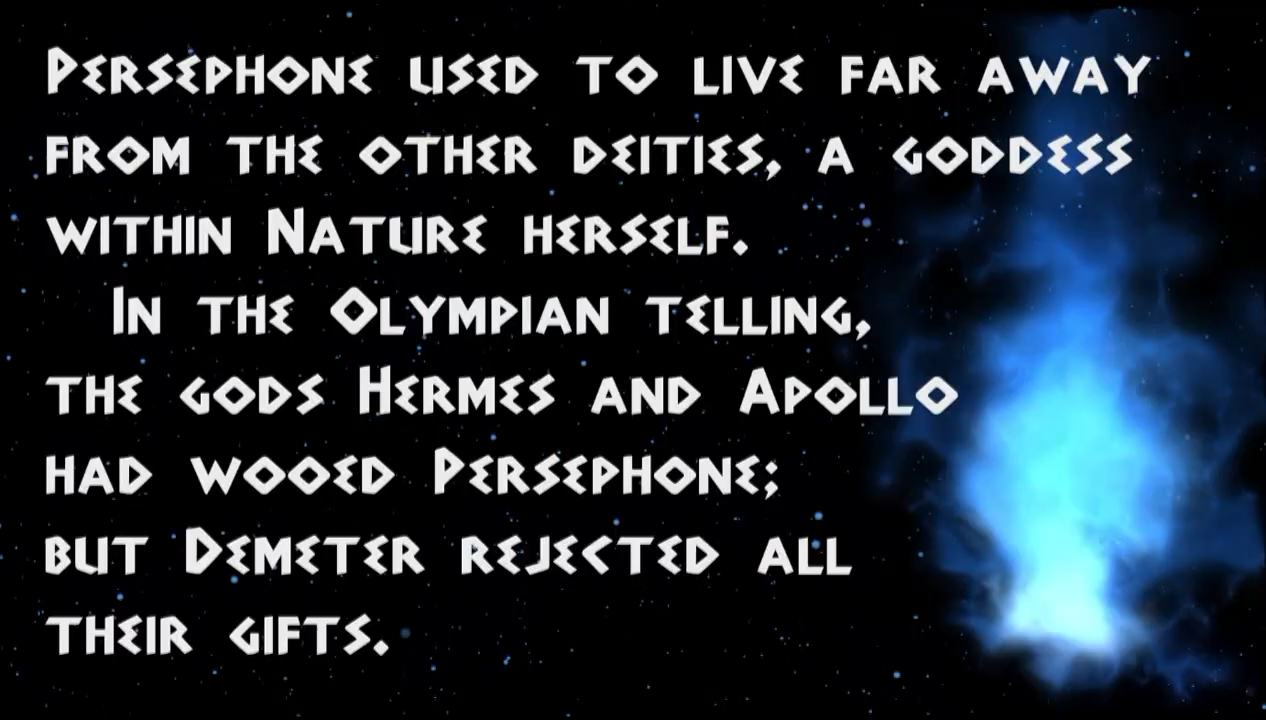 Persephone used to live far away
from the other deities, a goddess
within Nature herself.
In the Olympian telling,
the gods Hermes and Apollo
had wooed Persephone;
but Demeter rejected all
their gifts.